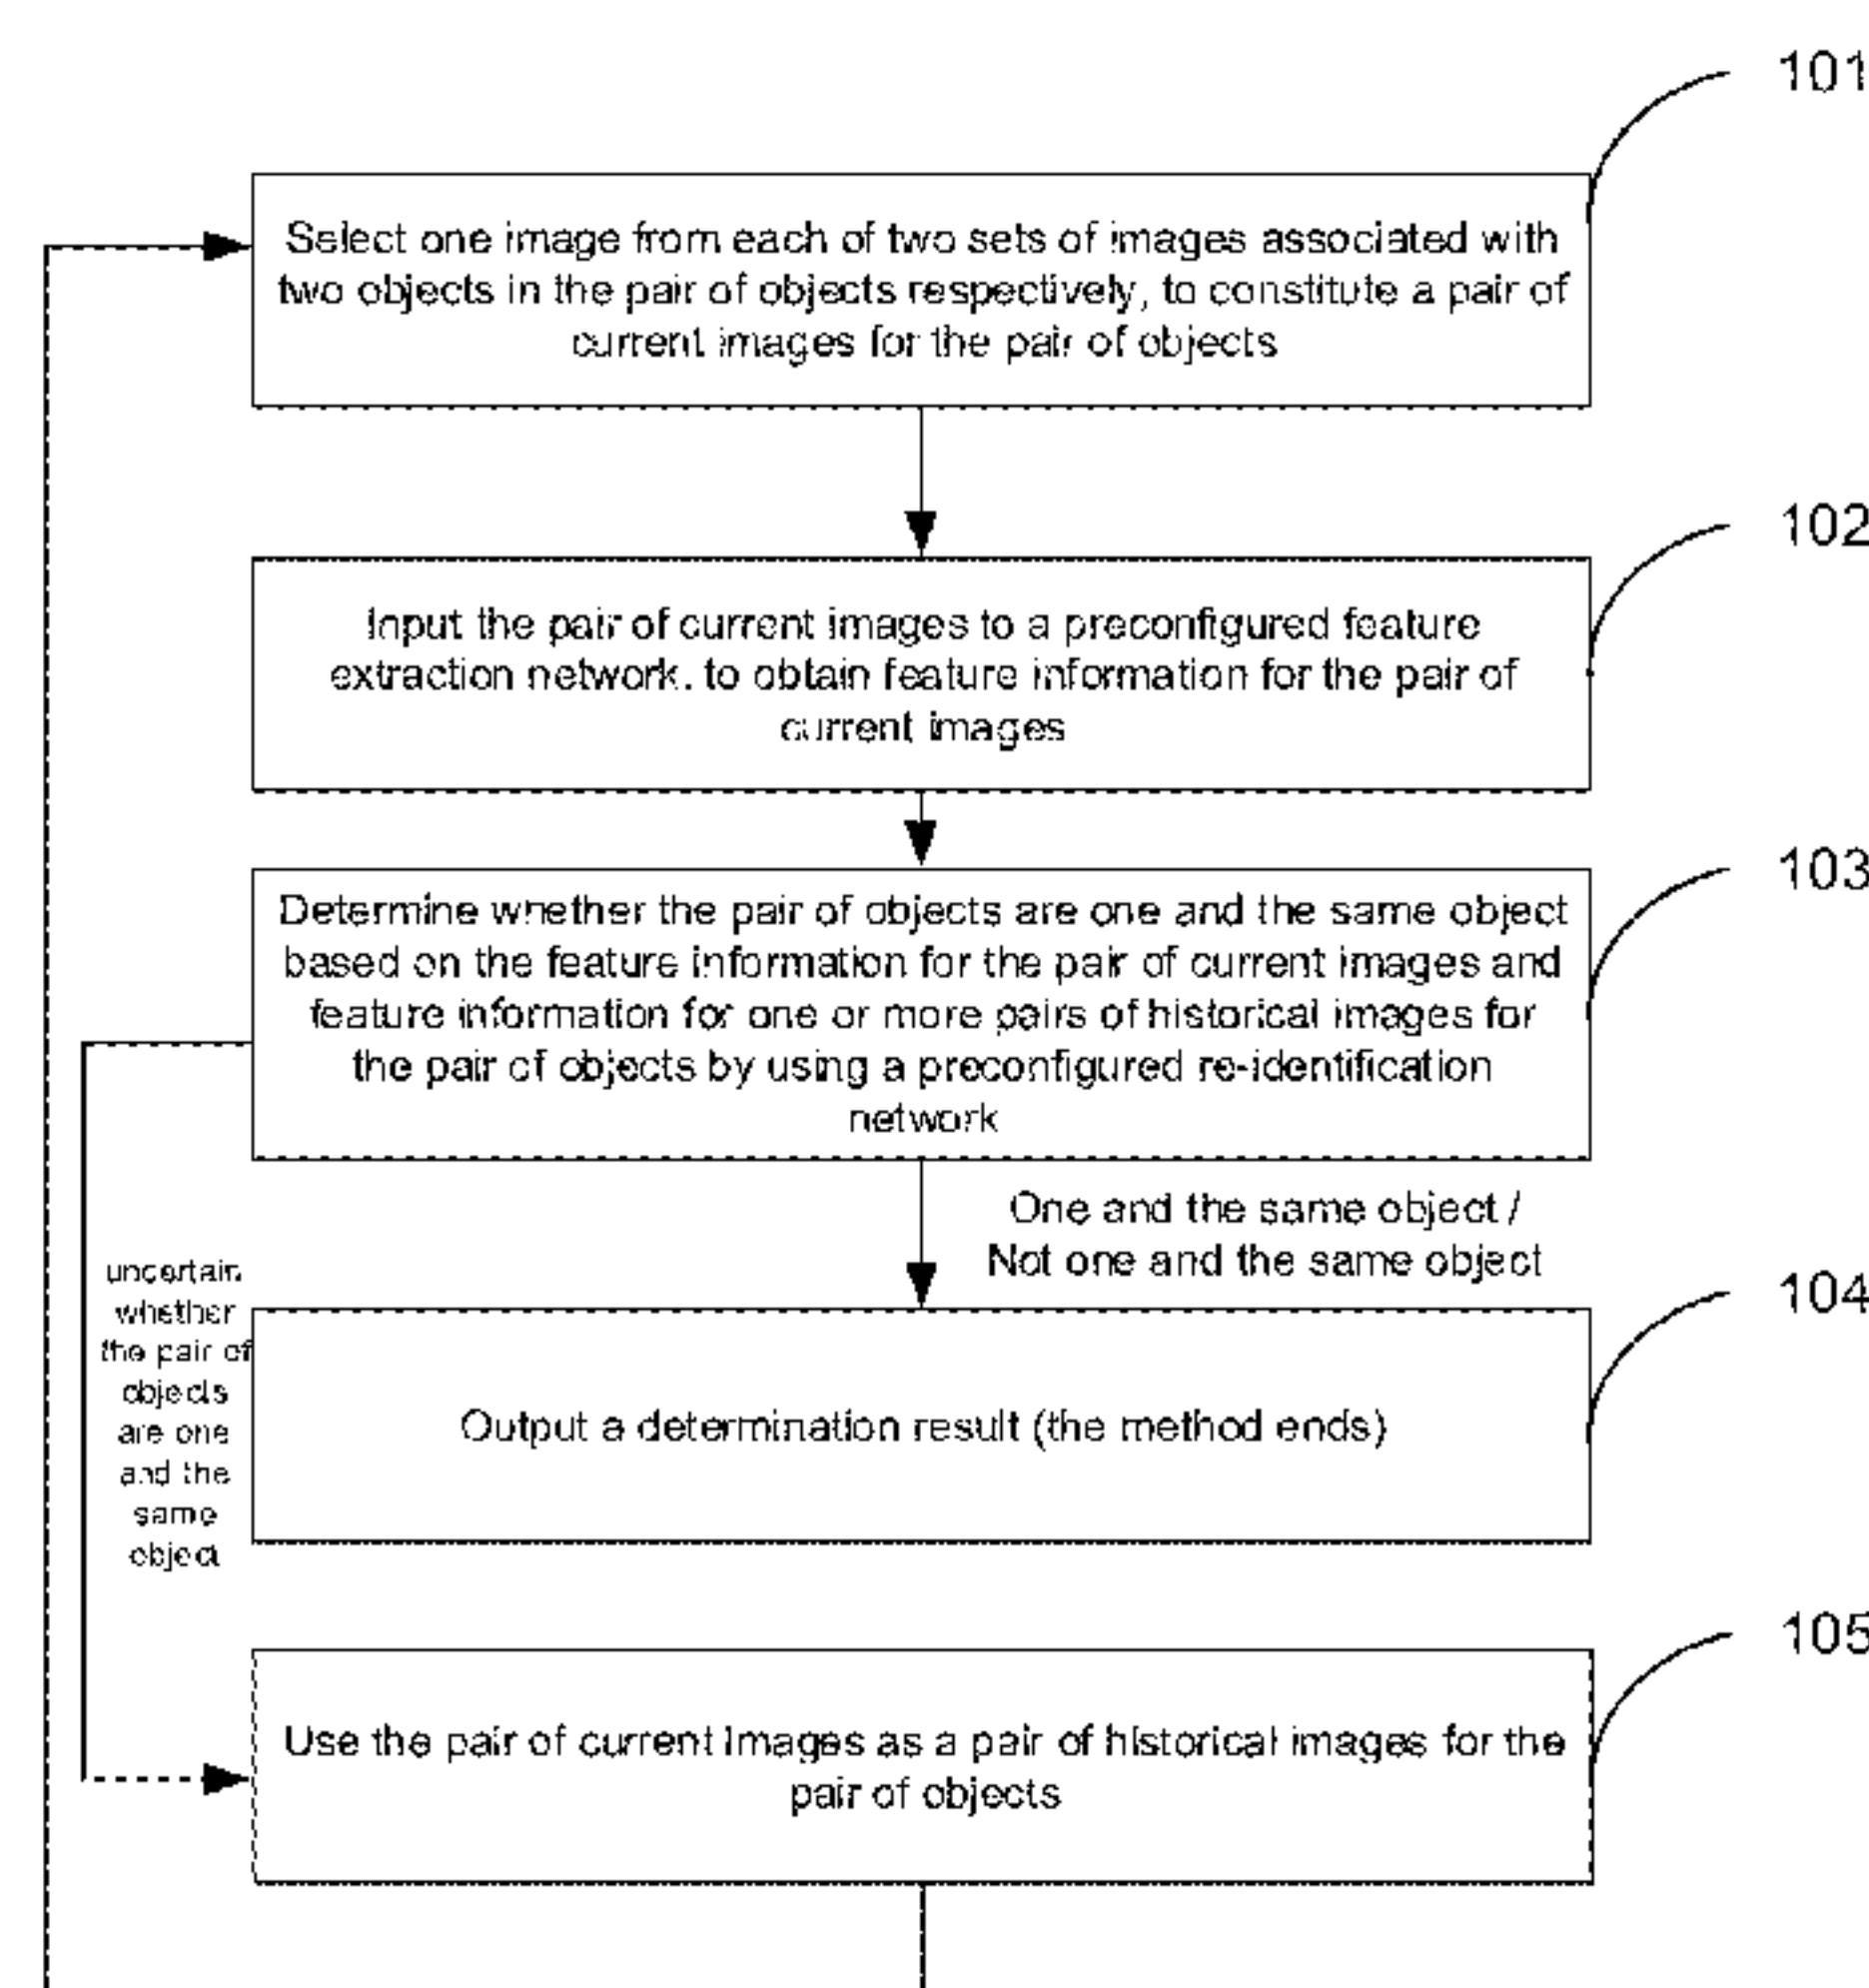 101
Select one image from each of two sets of images associated with
two objects in the pair of objects respectively, to constitute a pair of
current images for the pair of objects
102
Input the pair of current images to a preconfigured feature
extraction network. to obtain feature information for the pair of
current images
103
Determine whether the pair of objects are one and the same object
based on the feature information for the pair of current images and
feature information for one or more pairs of historical images for
the pair of objects by using a preconfigured re-identification
network
One and the same object /
Not one and the same object
uncertain
whether
the pair of
objects
are one
and the
same
object
104
Output a determination result (the method ends)
105
Use the pair of current images as a pair of historical images for the
pair of objects